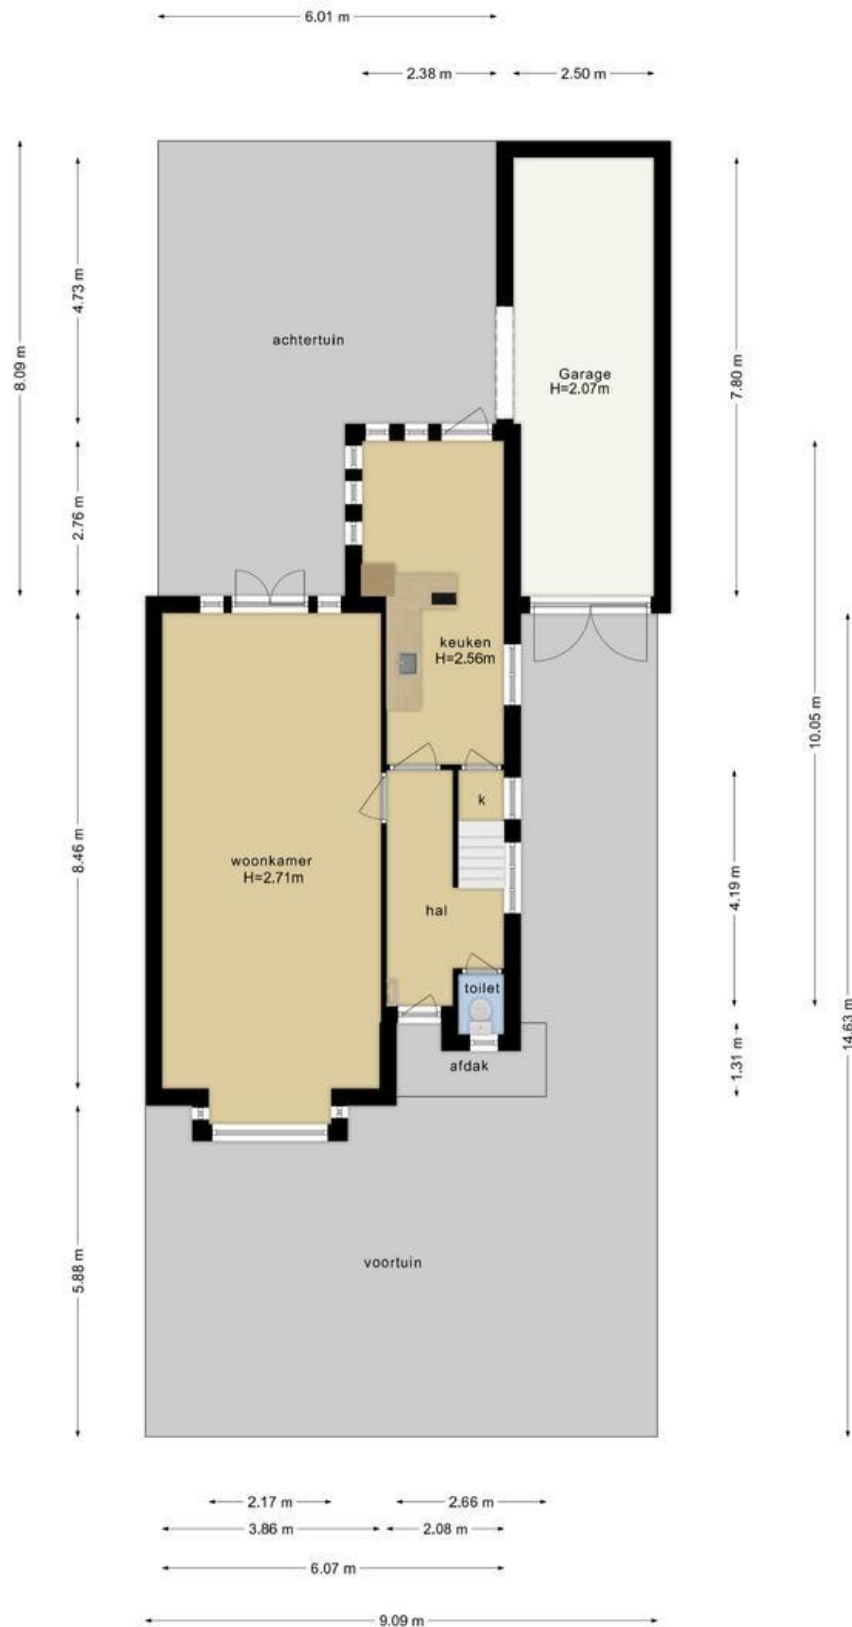 6.01 m
2.38 m
2.50 m
8.09 m
4.73 m
2.76 m
8.46 m
5.88 m
achtertuin
Garage
H=2.07m
7.80 m
keuken
H=2.56m
10.05 m
k
woonkamer
H=2.71m
hal
4.19 m
toilet
afdak
1.31 m
14.63 m
voortuin
2.17 m
2.66 m
3.86 m
2.08 m
6.07 m
9.09 m